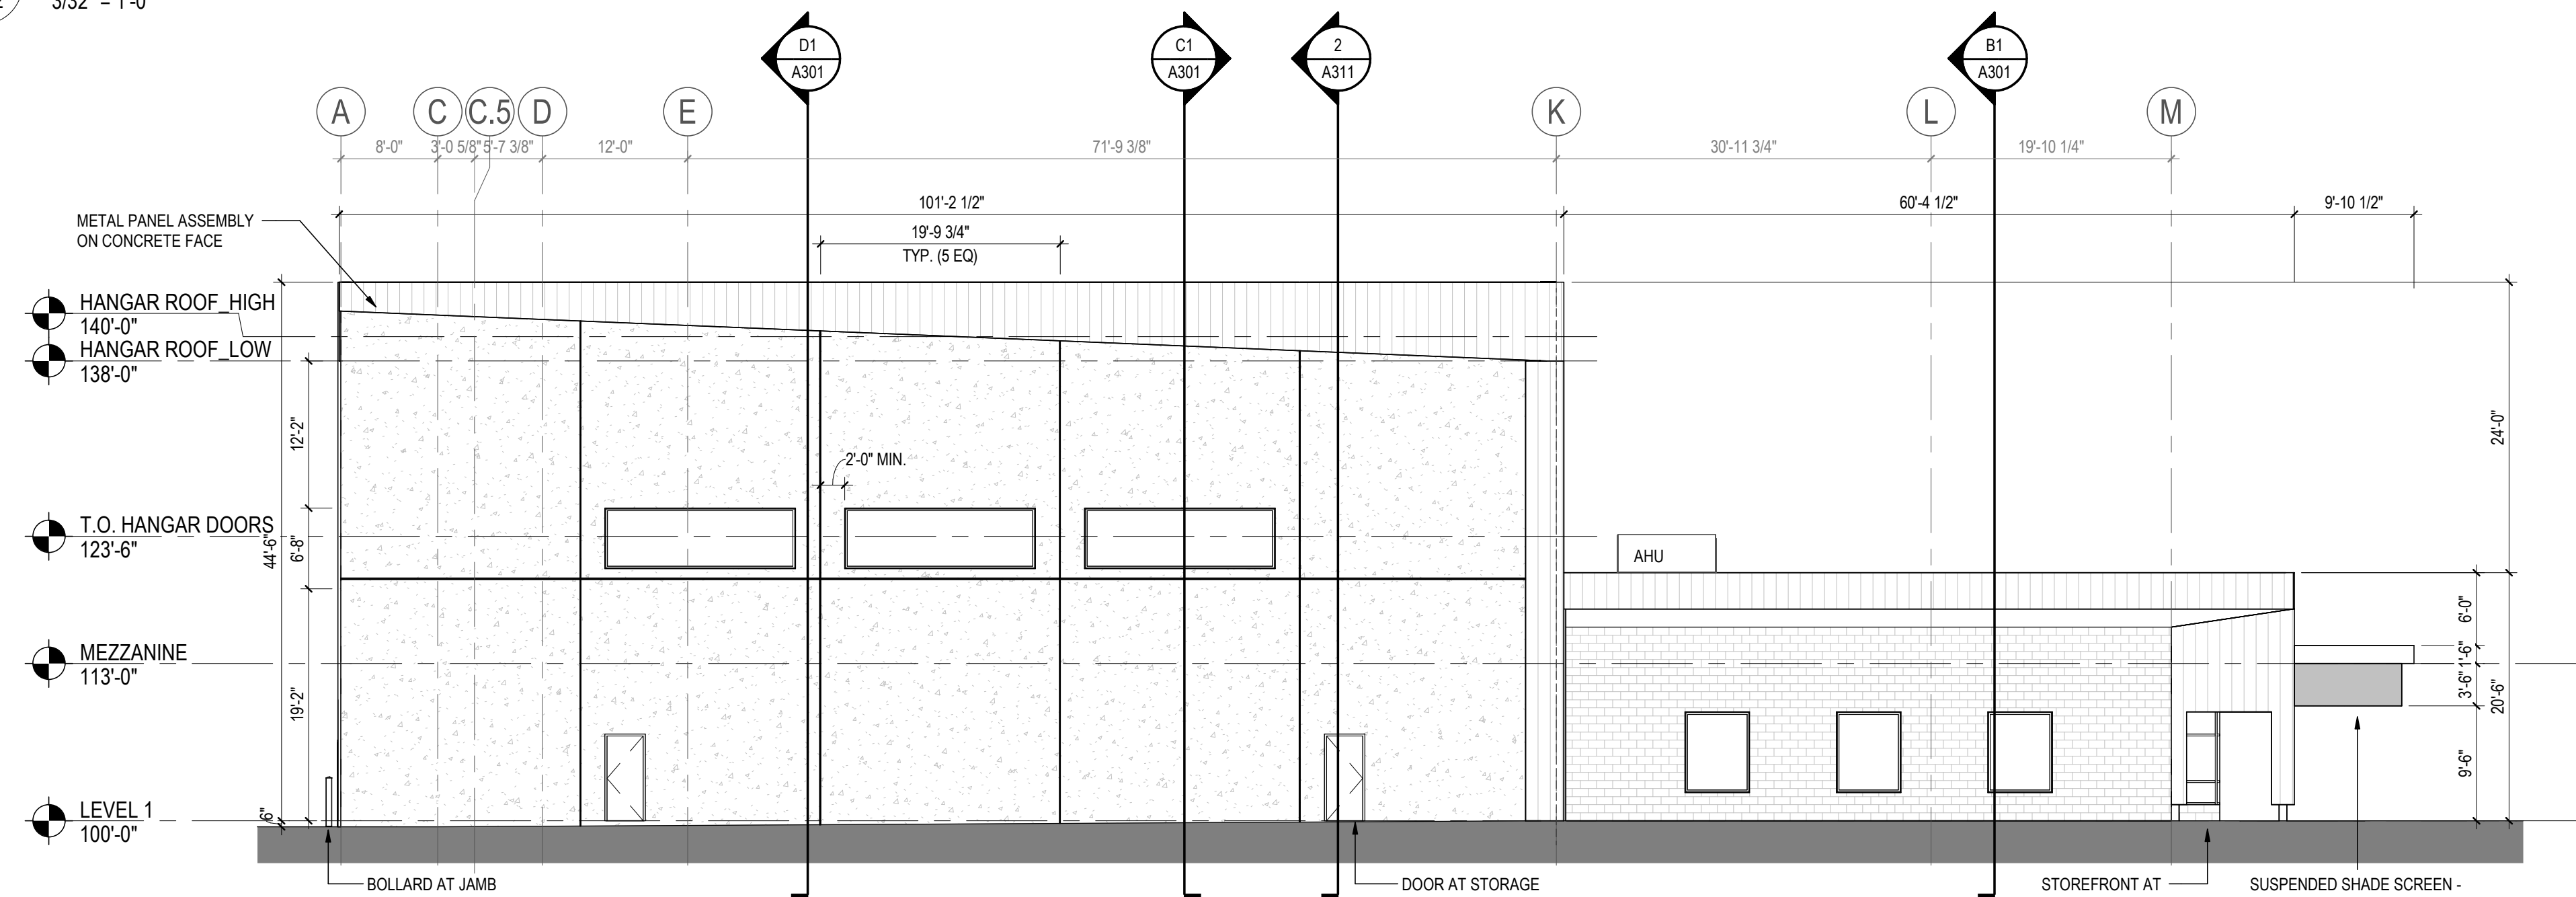 3/32" = 1'-0"
D1
A301
C1
A301
2
A311
B1
A301
A
C
C.5
D
E
K
L
M
8'-0"
3'-0 5/8"
5'-7 3/8"
12'-0"
71'-9 3/8"
30'-11 3/4"
19'-10 1/4"
101'-2 1/2"
60'-4 1/2"
9'-10 1/2"
METAL PANEL ASSEMBLY
ON CONCRETE FACE
19'-9 3/4"
TYP. (5 EQ)
HANGAR ROOF_HIGH
140'-0"
HANGAR ROOF_LOW
138'-0"
12'-2"
24'-0"
2'-0" MIN.
T.O. HANGAR DOORS
123'-6"
44'-6"
6'-8"
AHU
6'-0"
MEZZANINE
113'-0"
1'-6"
3'-6"
20'-6"
19'-2"
9'-6"
LEVEL 1
100'-0"
6"
BOLLARD AT JAMB
DOOR AT STORAGE
STOREFRONT AT
SUSPENDED SHADE SCREEN -